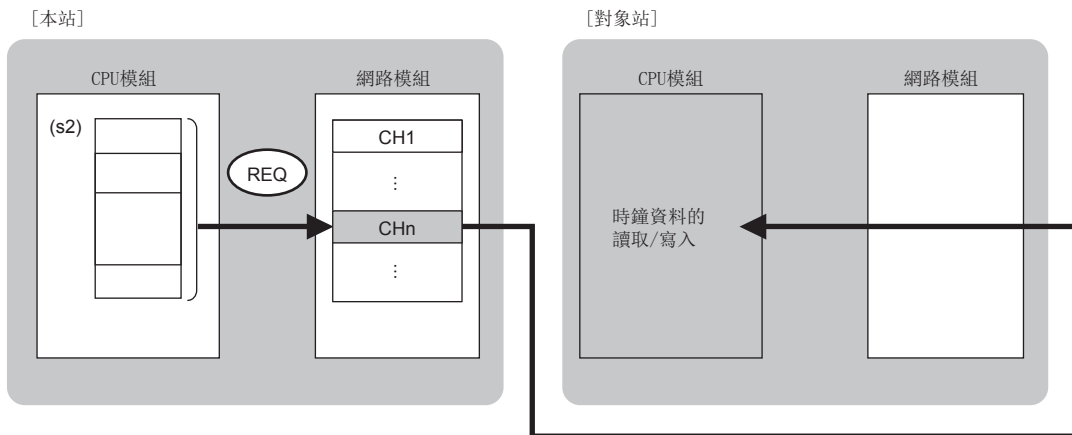 [本站]
[對象站]
CPU模組
網路模組
CPU模組
網路模組
(s2)
CH1
REQ
⋮
CHn
時鐘資料的
讀取/寫入
⋮